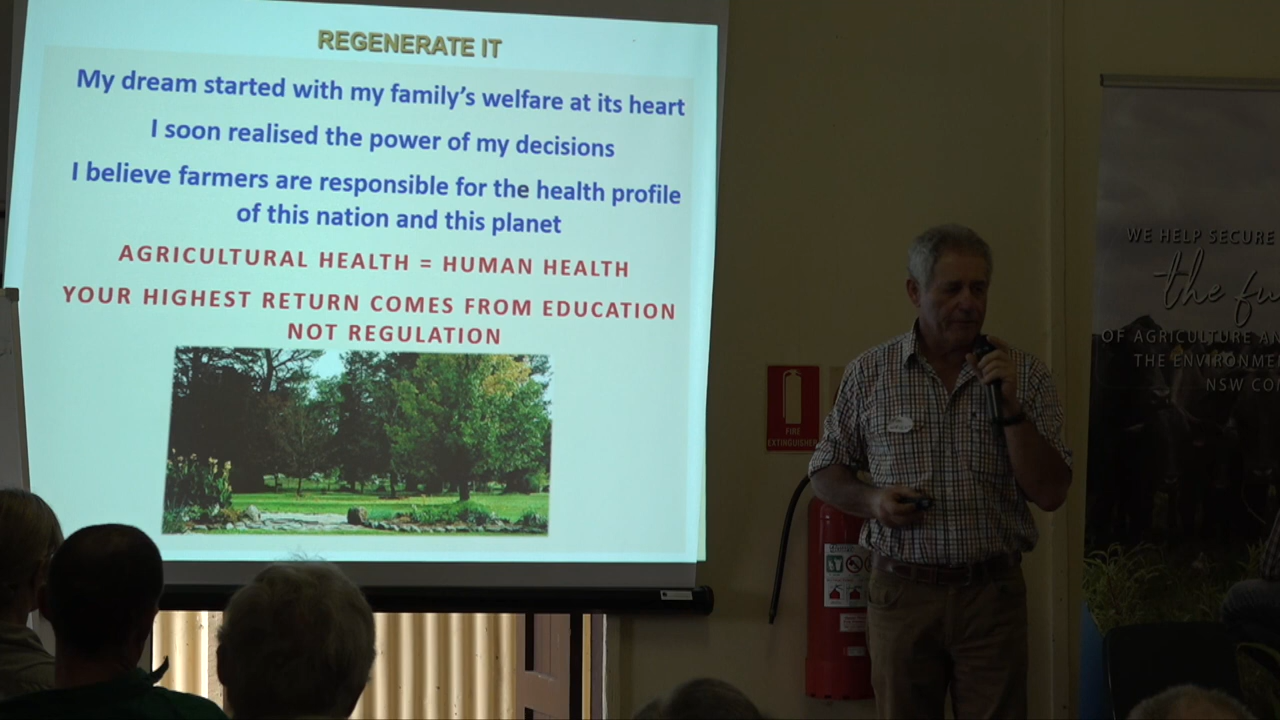 REGENERATE IT
My dream started with my family's welfare at its heart
I soon realised the power of my decisions
I believe farmers are responsible for the health profile
of this nation and this planet
AGRICULTURAL HEALTH = HUMAN HEALTH
YOUR HIGHEST RETURN COMES FROM EDUCATION
NOT REGULATION
FIRE
EXTINGUISHER
WE HELP SECURE
the fu
OF AGRICULTURE AN
THE ENVIRONME
NSW CO